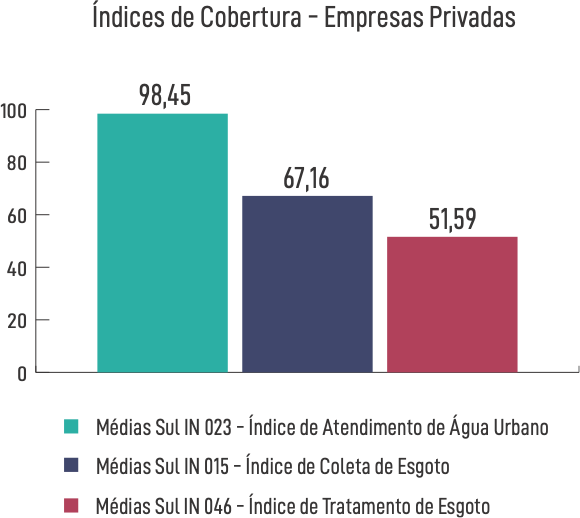 Índices de Cobertura - Empresas Privadas
98,45
67,16
51,59
100
80
60
40
20
0
Médias Sul IN 023 - Índice de Atendimento de Água Urbano
Médias Sul IN 015 - Índice de Coleta de Esgoto
Médias Sul IN 046 - Índice de Tratamento de Esgoto